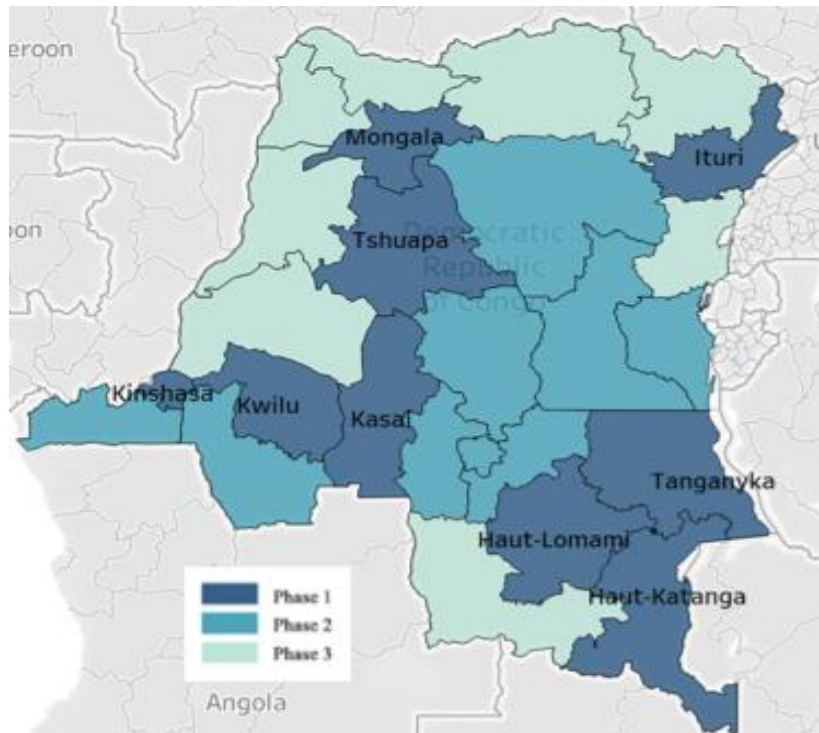 eroon
Mongala
Ituri
U
oon
Tshuapa
Democratic
Republic
of Congo
Kinshasa
Kwilu
Kasai
Tanganyka
Haut-Lomami
Haut-Katanga
Phase 1
Phase 2
Phase 3
Angola